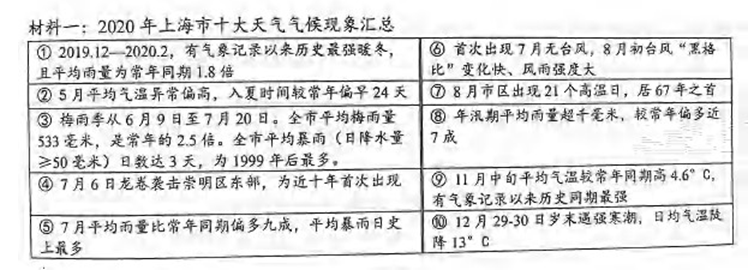 材料一：2020年上海市十大天气气候现象汇总
① 2019.12—2020.2，有气象记录以来历史最强暖冬，
且平均雨量为常年同期1.8倍
② 5月平均气温异常偏高，入夏时间较常年偏早24天
③ 梅雨季从6月9日至7月20日。全市平均梅雨量
533毫米，是常年的2.5倍。全市平均暴雨（日降水量
≥50毫米）日数达3天，为1999年后最多。
④ 7月6日龙卷袭击崇明区东部，为近十年首次出现
⑤ 7月平均雨量比常年同期偏多九成，平均暴雨日史
上最多
⑥ 首次出现7月无台风，8月初台风“黑格
比”变化快、风雨强度大
⑦ 8月市区出现21个高温日，居67年之首
⑧ 年汛期平均雨量超千毫米，较常年偏多近
7成
⑨ 11月中旬平均气温较常年同期高4.6°C，
有气象记录以来历史同期最强
⑩ 12月29-30日岁末遇强寒潮，日均气温陡
降13°C